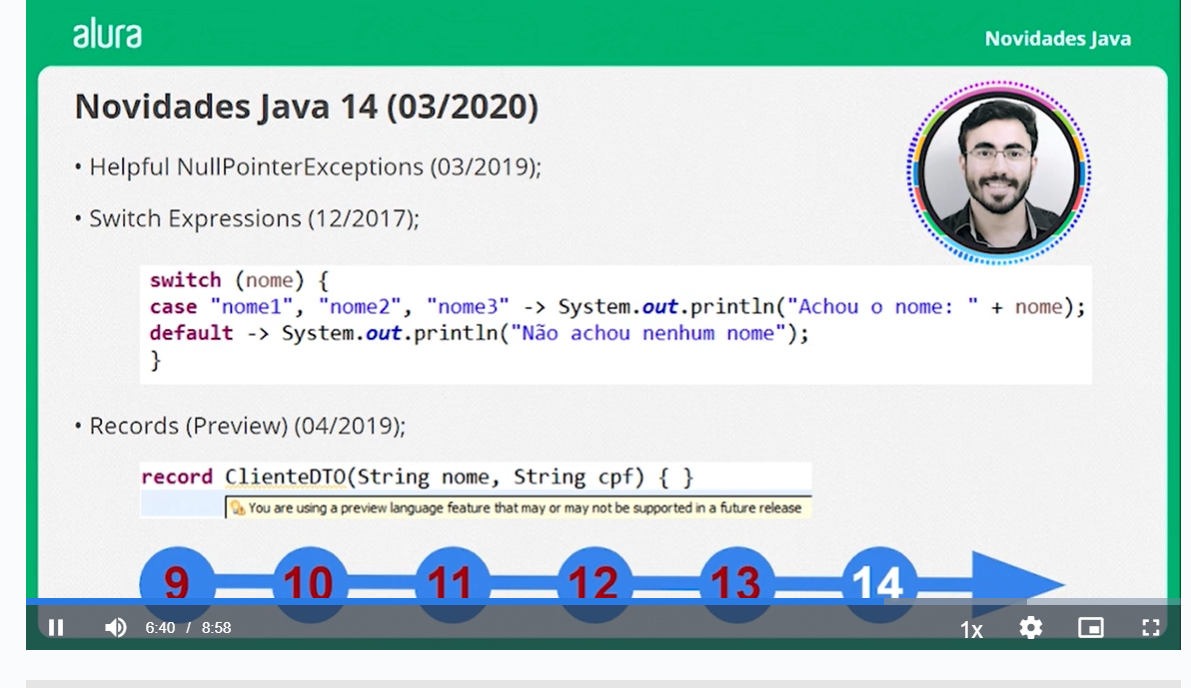 alura
Novidades Java
Novidades Java 14 (03/2020)
• Helpful NullPointerExceptions (03/2019);
• Switch Expressions (12/2017);
switch (nome) {
case "nome1", "nome2", "nome3" -> System.out.println("Achou o nome: " + nome);
default -> System.out.println("Não achou nenhum nome");
}
• Records (Preview) (04/2019);
record ClienteDTO(String nome, String cpf) { }
You are using a preview language feature that may or may not be supported in a future release
9 10 11 12 13 14
6:40 / 8:58 1x